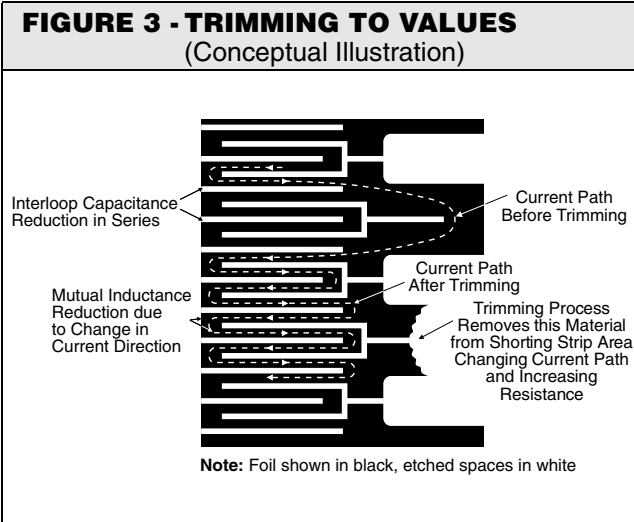 FIGURE 3 - TRIMMING TO VALUES
(Conceptual Illustration)
Interloop Capacitance
Reduction in Series
Current Path
Before Trimming
Mutual Inductance
Reduction due
to Change in
Current Direction
Current Path
After Trimming
Trimming Process
Removes this Material
from Shorting Strip Area
Changing Current Path
and Increasing
Resistance
Note: Foil shown in black, etched spaces in white